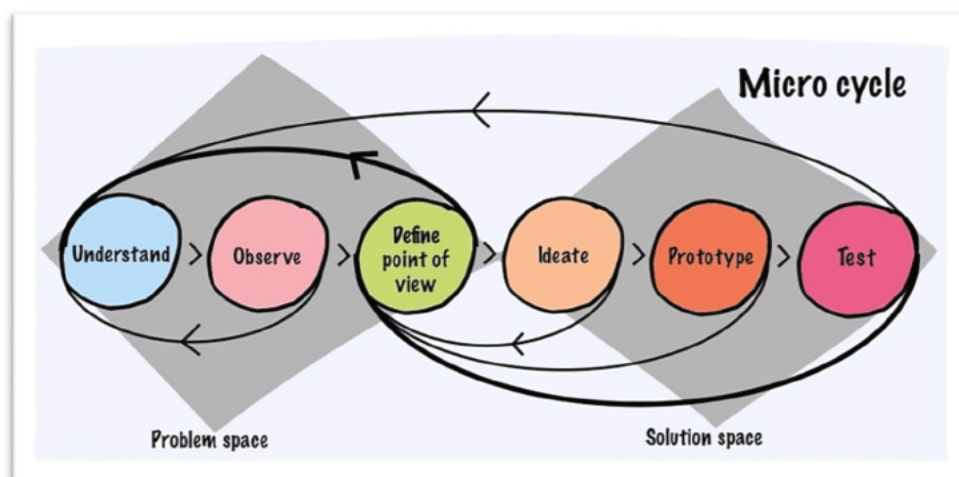 Micro cycle
Understand
Observe
Define
point of
view
Ideate
Prototype
Test
Problem space
Solution space